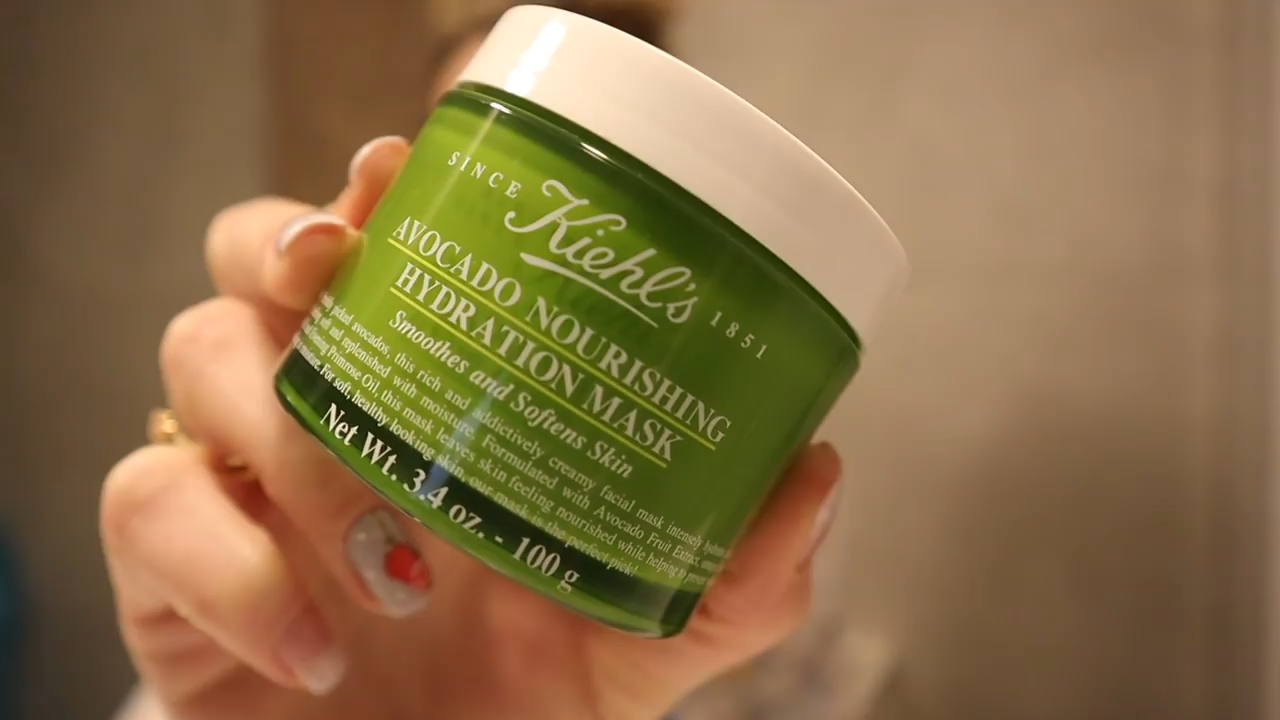 SINCE Kiehl's 1851
AVOCADO NOURISHING
HYDRATION MASK
Smoothes and Softens Skin
picked avocados, this rich and addictively creamy facial mask intensely
and replenished with moisture. Formulated with Avocado Fruit Extract,
Primrose Oil, this mask leaves skin feeling nourished while helping to
For soft, healthy looking skin, our mask is the perfect pick!
Net Wt. 3.4 oz. - 100 g